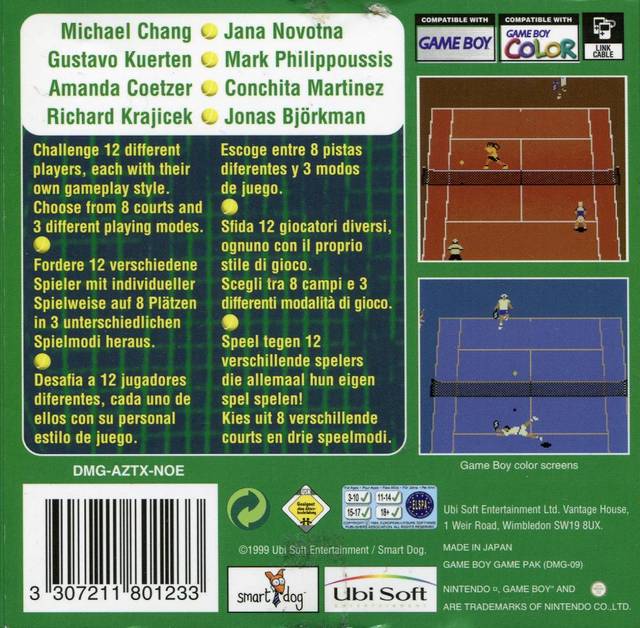 Michael Chang Jana Novotna
Gustavo Kuerten Mark Philippoussis
Amanda Coetzer Conchita Martinez
Richard Krajicek Jonas Björkman
COMPATIBLE WITH
GAME BOY
COMPATIBLE WITH
GAME BOY
COLOR
LINK
CABLE
Challenge 12 different
players, each with their
own gameplay style.
Choose from 8 courts and
3 different playing modes.
Fordere 12 verschiedene
Spieler mit individueller
Spielweise auf 8 Plätzen
in 3 unterschiedlichen
Spielmodi heraus.
Desafia a 12 jugadores
diferentes, cada uno de
ellos con su personal
estilo de juego.
Escoge entre 8 pistas
diferentes y 3 modos
de juego.
Sfida 12 giocatori diversi,
ognuno con il proprio
stile di gioco.
Scegli tra 8 campi e 3
differenti modalità di gioco.
Speel tegen 12
verschillende spelers
die allemaal hun eigen
spel spelen!
Kies uit 8 verschillende
courts en drie speelmodi.
Game Boy color screens
DMG-AZTX-NOE
3 307211 801233
USK
Geeignet
ohne Alters-
beschränkung
3-10 11-14
15-17 18+
ELSPA
©1999 Ubi Soft Entertainment / Smart Dog.
smart dog
Ubi Soft
ENTERTAINMENT
Ubi Soft Entertainment Ltd. Vantage House,
1 Weir Road, Wimbledon SW19 8UX.
MADE IN JAPAN
GAME BOY GAME PAK (DMG-09)
NINTENDO ®, GAME BOY™ AND
ARE TRADEMARKS OF NINTENDO CO.,LTD.